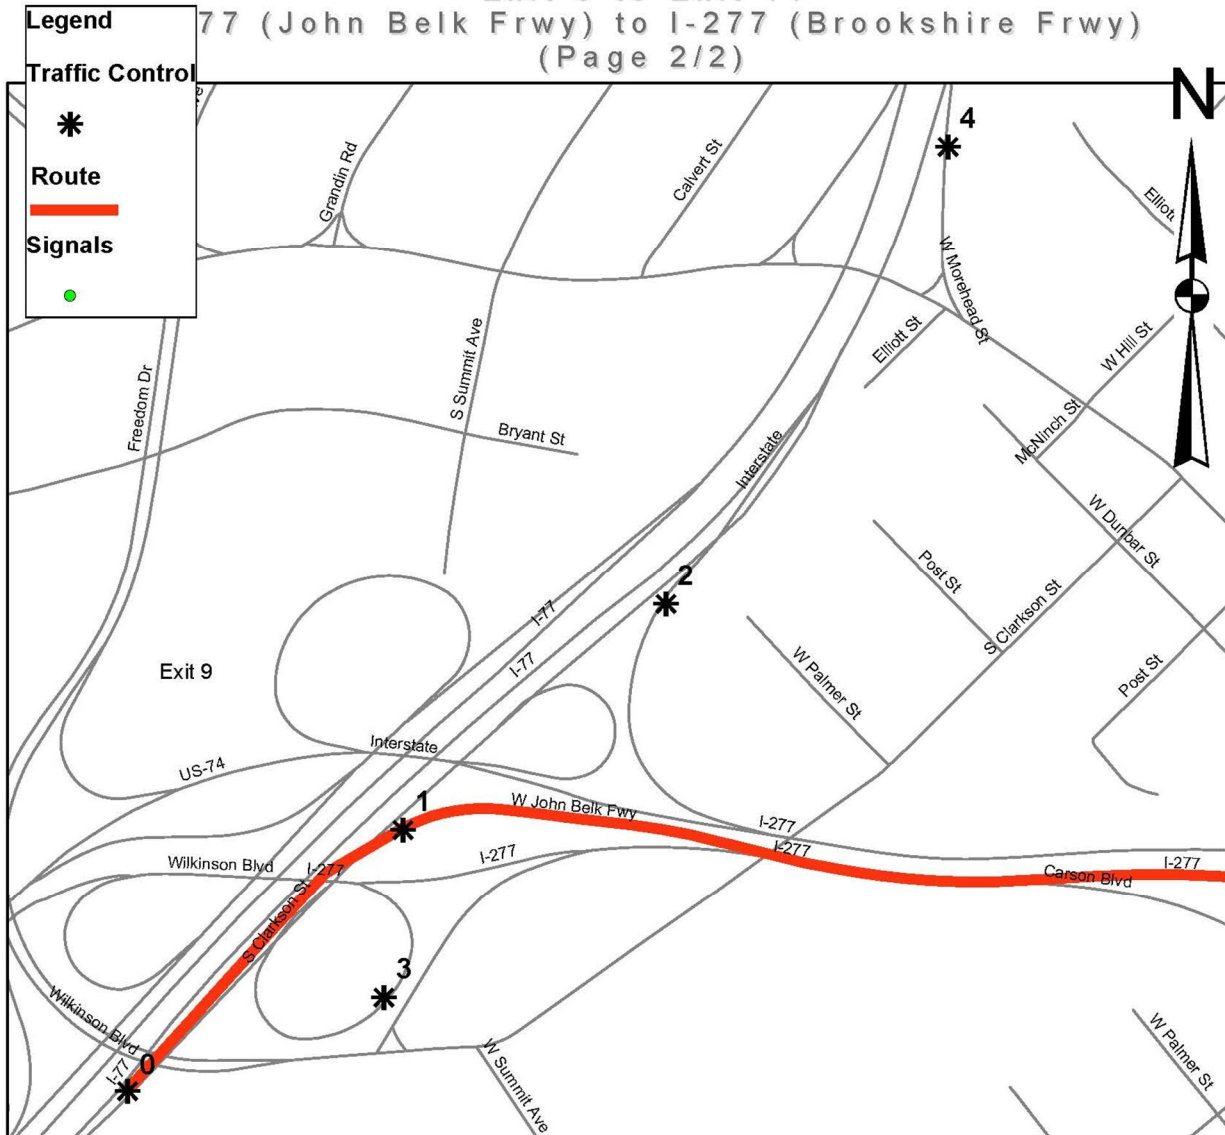 77 (John Belk Frwy) to I-277 (Brookshire Frwy)
(Page 2/2)
Legend
Traffic Control
Route
Signals
N
4
Grandin Rd
Calvert St
Elliott
W Morehead St
Elliott St
W Hill St
S Summit Ave
Freedom Dr
Bryant St
McNinch St
Interstate
W Dunbar St
2
Post St
S Clarkson St
I-77
I-77
Exit 9
W Palmer St
Post St
Interstate
US-74
1
W John Belk Fwy
I-277
I-277
I-277
I-277
Wilkinson Blvd
I-277
Carson Blvd
S Clarkson St
3
Wilkinson Blvd
0
I-77
W Summit Ave
W Palmer St